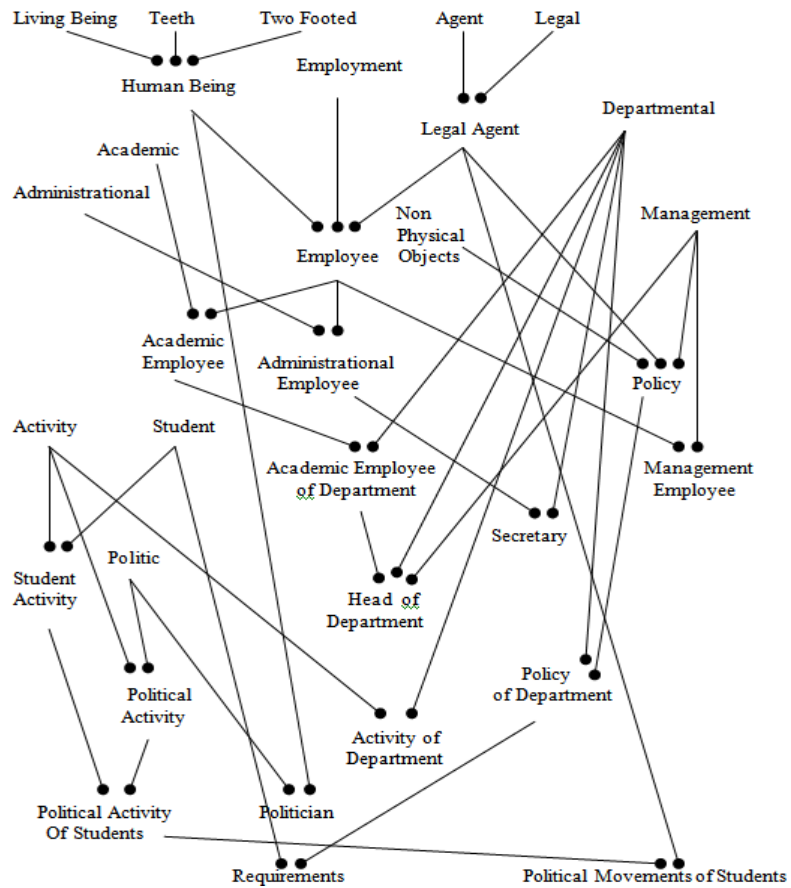 Living Being
Teeth
Two Footed
Agent
Legal
Human Being
Employment
Legal Agent
Departmental
Academic
Administrational
Non
Physical
Objects
Management
Employee
Academic
Employee
Administrational
Employee
Policy
Activity
Student
Academic Employee
of Department
Management
Employee
Secretary
Student
Activity
Politic
Head of
Department
Political
Activity
Policy
of Department
Activity of
Department
Political Activity
Of Students
Politician
Requirements
Political Movements of Students